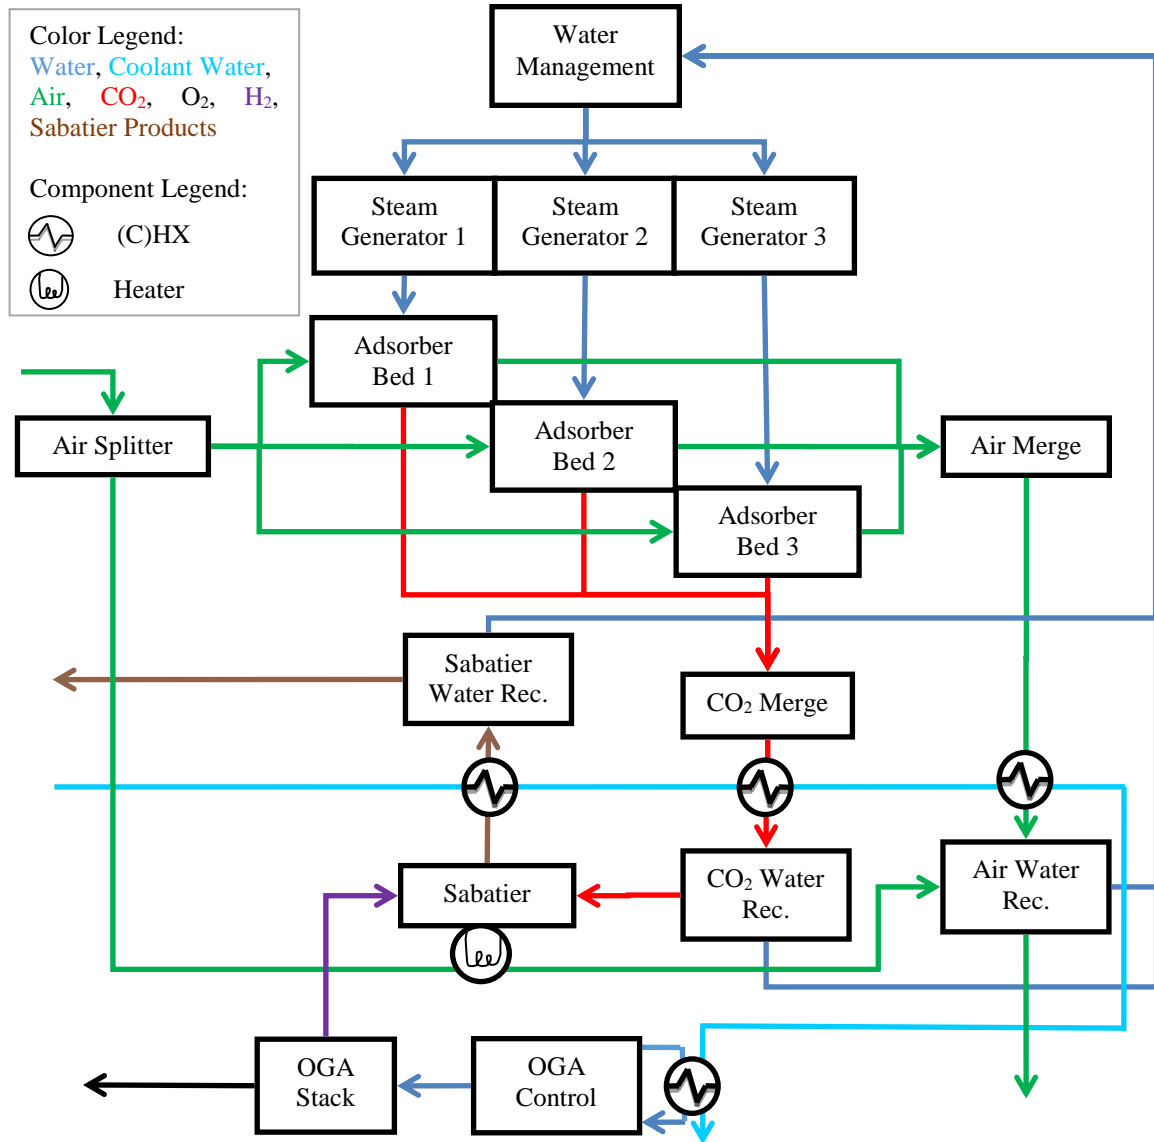 Color Legend:
Water, Coolant Water,
Air, CO₂, O₂, H₂,
Sabatier Products
Component Legend:
(C)HX
Heater
Water
Management
Steam
Generator 1
Steam
Generator 2
Steam
Generator 3
Adsorber
Bed 1
Air Splitter
Adsorber
Bed 2
Air Merge
Adsorber
Bed 3
Sabatier
Water Rec.
CO₂ Merge
Sabatier
CO₂ Water
Rec.
Air Water
Rec.
OGA
Stack
OGA
Control